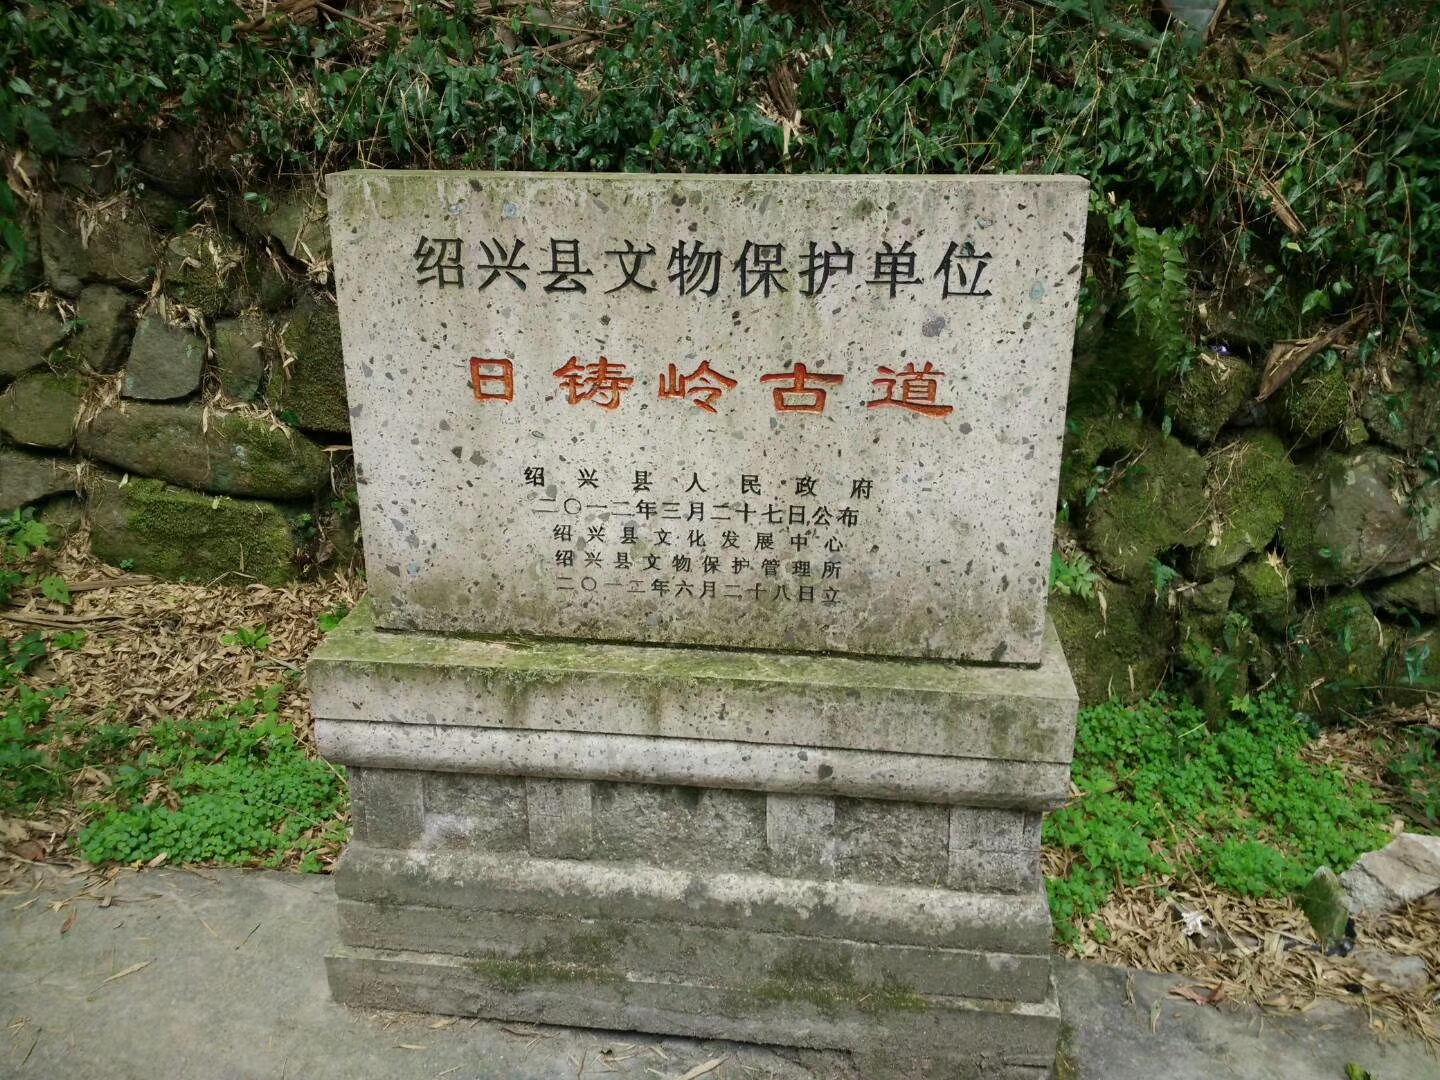 绍兴县文物保护单位
日铸岭古道
绍兴县人民政府
二〇一二年三月二十七日公布
绍兴县文化发展中心
绍兴县文物保护管理所
二〇一二年六月二十八日立